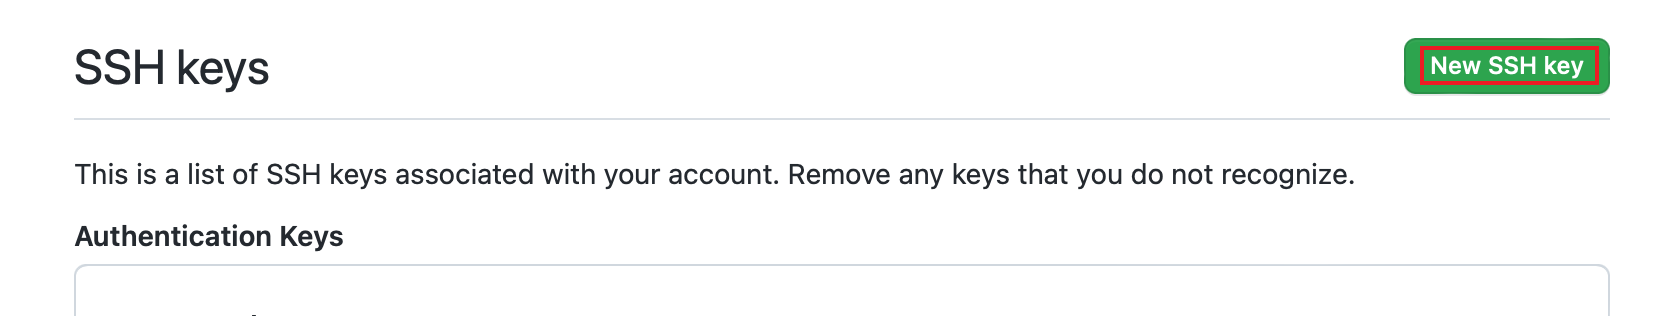 SSH keys
New SSH key
This is a list of SSH keys associated with your account. Remove any keys that you do not recognize.
Authentication Keys